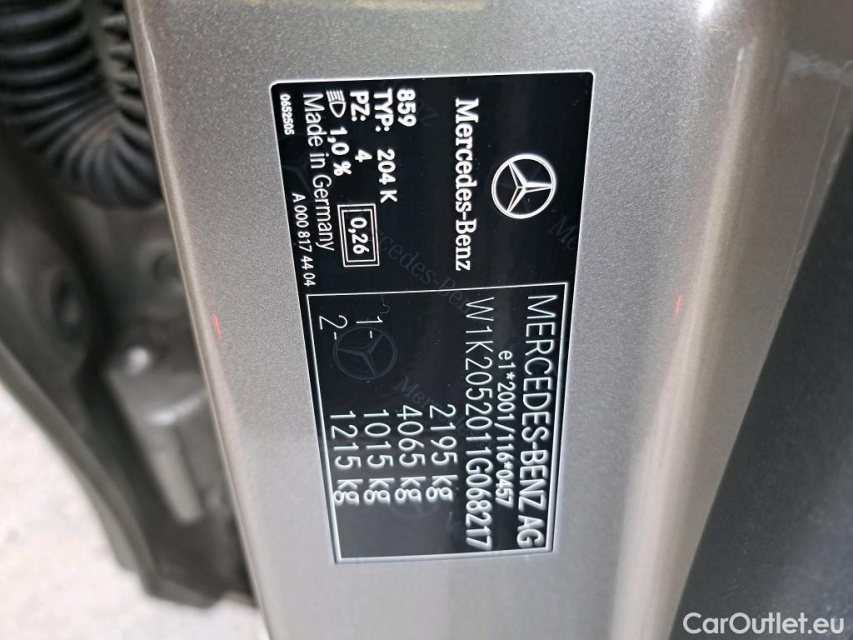 Mercedes-Benz
859
TYP: 204 K
PZ: 4 0,26
1,0 %
Made in Germany
0652505 A 000 817 44 04
MERCEDES-BENZ AG
e1*2001/116*0457
W1K2052011G068217
2195 kg
4065 kg
1- 1015 kg
2- 1215 kg
CarOutlet.eu